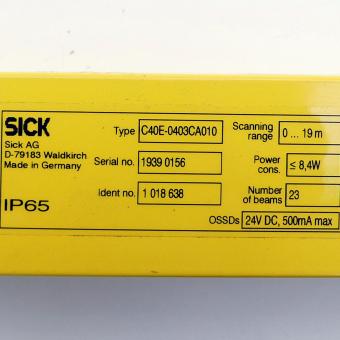 SICK
Sick AG
D-79183 Waldkirch
Made in Germany
IP65
Type C40E-0403CA010
Serial no. 1939 0156
Ident no. 1 018 638
Scanning range 0 ... 19 m
Power cons. ≤ 8,4W
Number of beams 23
OSSDs 24V DC, 500mA max